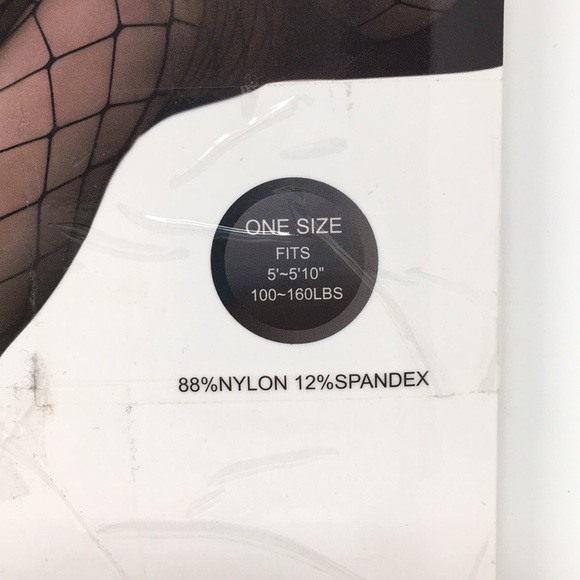 ONE SIZE
FITS
5'~5'10"
100~160LBS
88%NYLON 12%SPANDEX